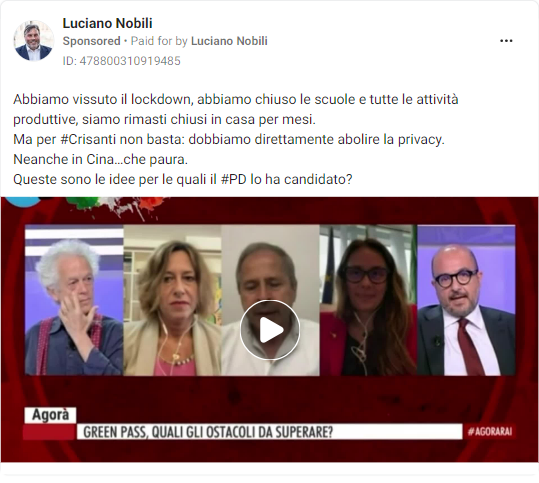 Luciano Nobili
Sponsored • Paid for by Luciano Nobili
ID: 478800310919485
Abbiamo vissuto il lockdown, abbiamo chiuso le scuole e tutte le attività
produttive, siamo rimasti chiusi in casa per mesi.
Ma per #Crisanti non basta: dobbiamo direttamente abolire la privacy.
Neanche in Cina...che paura.
Queste sono le idee per le quali il #PD lo ha candidato?
Agorà
GREEN PASS, QUALI GLI OSTACOLI DA SUPERARE?
#AGORARAI